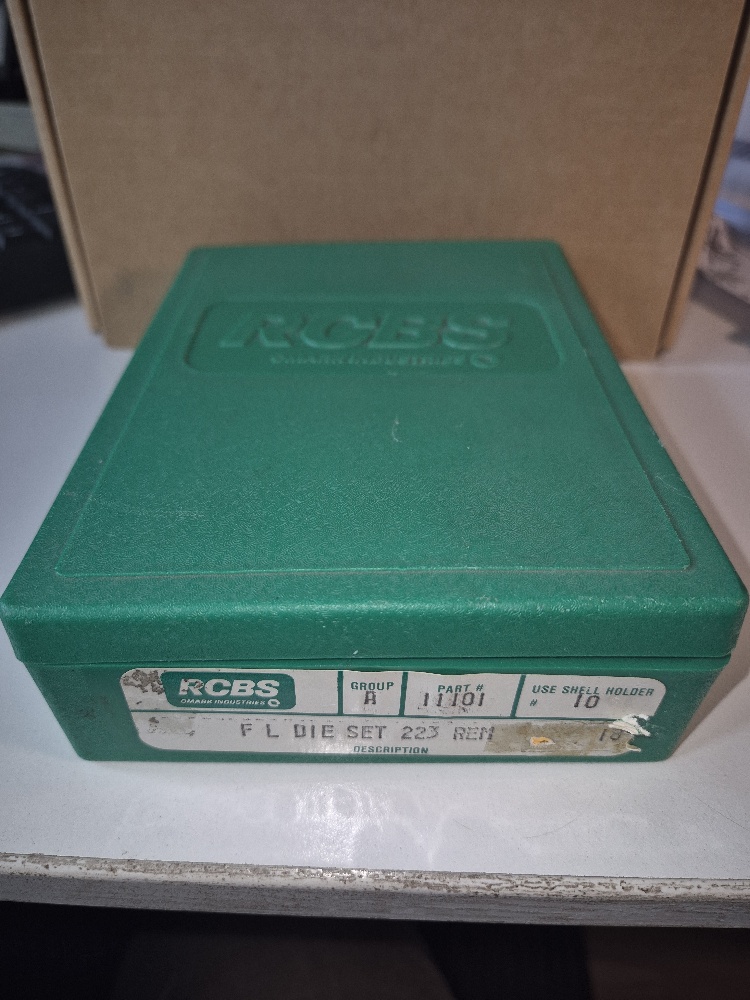 RCBS
OMARK INDUSTRIES
RCBS
OMARK INDUSTRIES
GROUP
A
PART #
11101
USE SHELL HOLDER
# 10
F L DIE SET 223 REM
DESCRIPTION